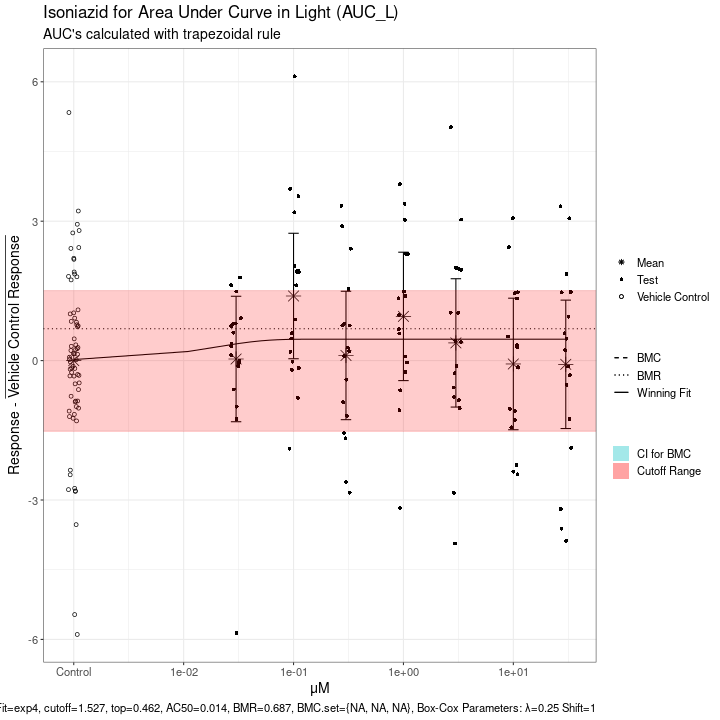 Isoniazid for Area Under Curve in Light (AUC_L)
AUC's calculated with trapezoidal rule
Response - Vehicle Control Response
6
3
0
-3
-6
Control
1e-02
1e-01
1e+00
1e+01
µM
Mean
Test
Vehicle Control
BMC
BMR
Winning Fit
CI for BMC
Cutoff Range
Fit=exp4, cutoff=1.527, top=0.462, AC50=0.014, BMR=0.687, BMC.set={NA, NA, NA}, Box-Cox Parameters: λ=0.25 Shift=1